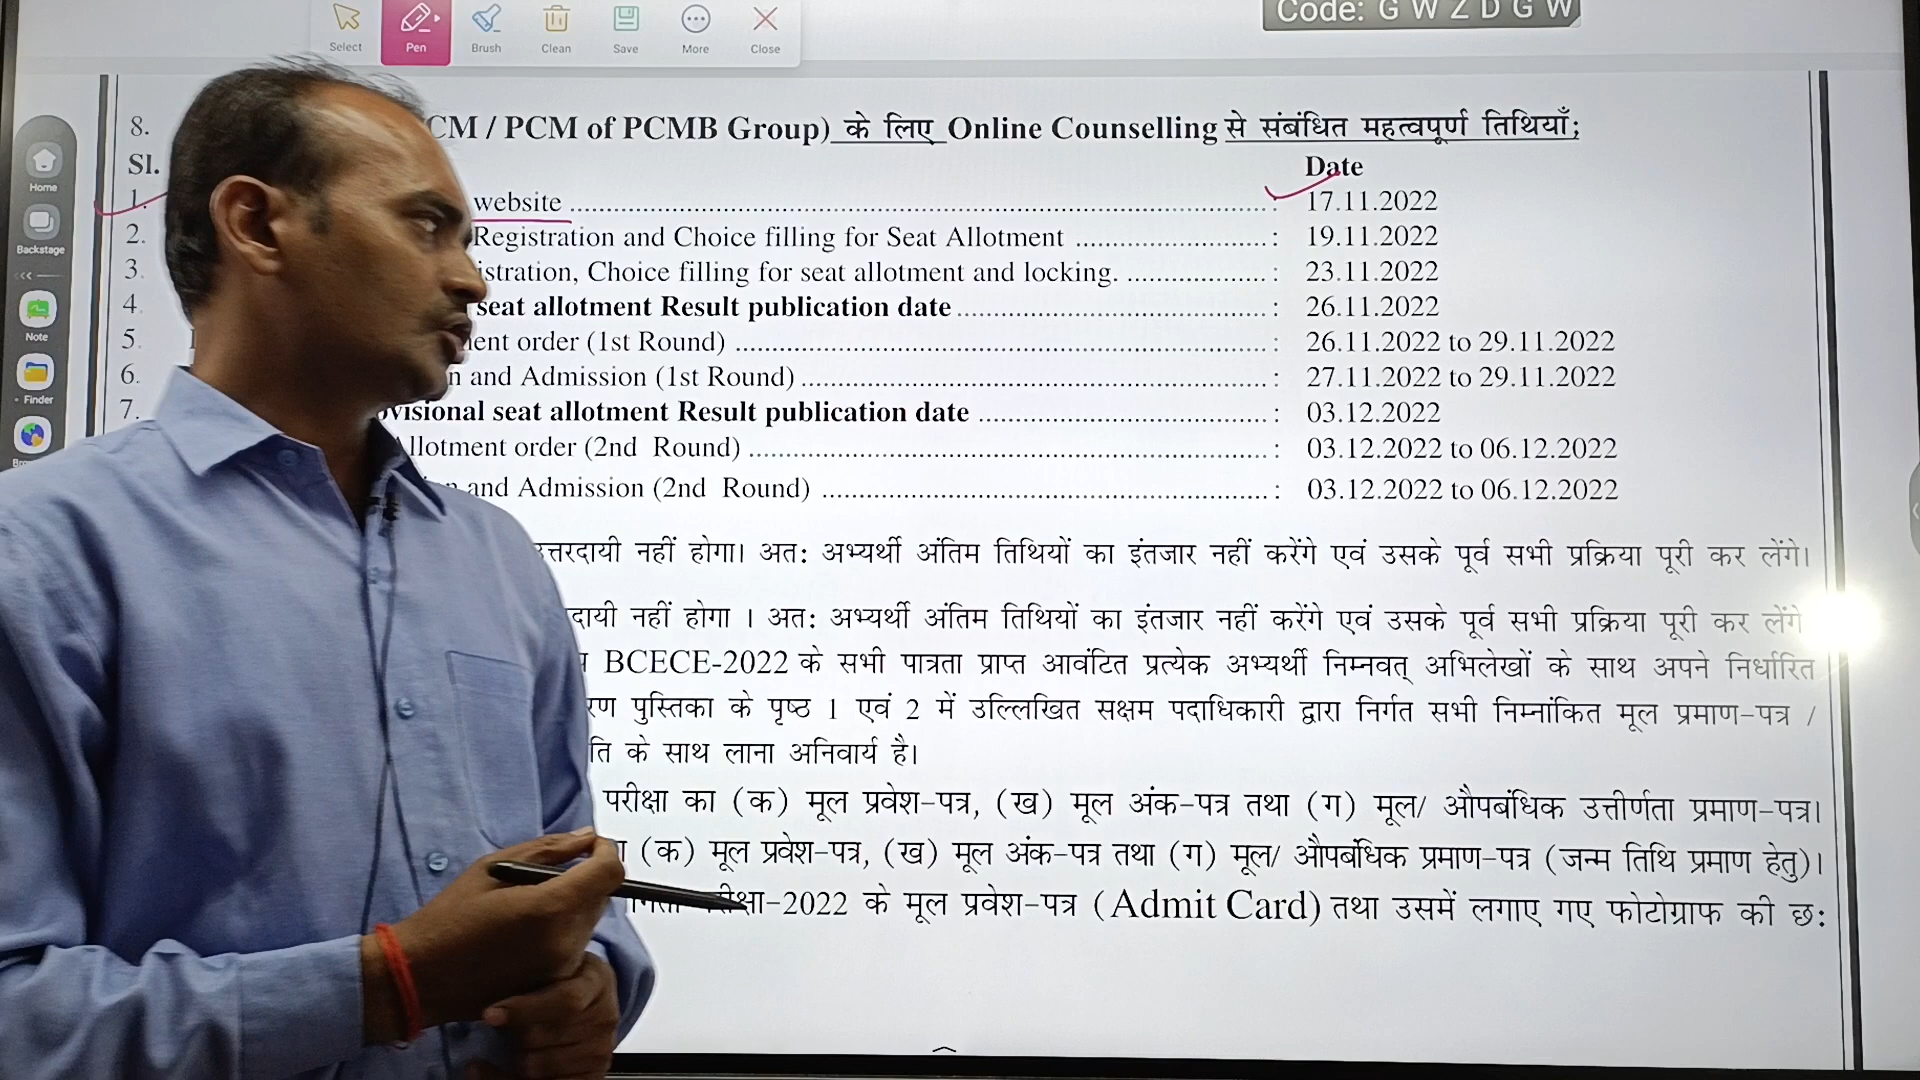 Code: G W Z D G W
Select Pen Brush Clean Save More Close
8. CM / PCM of PCMB Group) के लिए Online Counselling से संबंधित महत्वपूर्ण तिथियाँ;
Sl. Date
1. website : 17.11.2022
2. Registration and Choice filling for Seat Allotment : 19.11.2022
3. istration, Choice filling for seat allotment and locking. : 23.11.2022
4. seat allotment Result publication date : 26.11.2022
5. ent order (1st Round) : 26.11.2022 to 29.11.2022
6. and Admission (1st Round) : 27.11.2022 to 29.11.2022
7. visional seat allotment Result publication date : 03.12.2022
Allotment order (2nd Round) : 03.12.2022 to 06.12.2022
and Admission (2nd Round) : 03.12.2022 to 06.12.2022
उत्तरदायी नहीं होगा। अत: अभ्यर्थी अंतिम तिथियों का इंतजार नहीं करेंगे एवं उसके पूर्व सभी प्रक्रिया पूरी कर लेंगे।
दायी नहीं होगा । अत: अभ्यर्थी अंतिम तिथियों का इंतजार नहीं करेंगे एवं उसके पूर्व सभी प्रक्रिया पूरी कर लेंगे
BCECE-2022 के सभी पात्रता प्राप्त आवंटित प्रत्येक अभ्यर्थी निम्नवत् अभिलेखों के साथ अपने निर्धारित
रण पुस्तिका के पृष्ठ 1 एवं 2 में उल्लिखित सक्षम पदाधिकारी द्वारा निर्गत सभी निम्नांकित मूल प्रमाण-पत्र /
ति के साथ लाना अनिवार्य है।
परीक्षा का (क) मूल प्रवेश-पत्र, (ख) मूल अंक-पत्र तथा (ग) मूल/ औपबंधिक उत्तीर्णता प्रमाण-पत्र।
(क) मूल प्रवेश-पत्र, (ख) मूल अंक-पत्र तथा (ग) मूल/ औपबंधिक प्रमाण-पत्र (जन्म तिथि प्रमाण हेतु)।
परीक्षा-2022 के मूल प्रवेश-पत्र (Admit Card) तथा उसमें लगाए गए फोटोग्राफ की छ:
Home
Backstage
Note
Finder